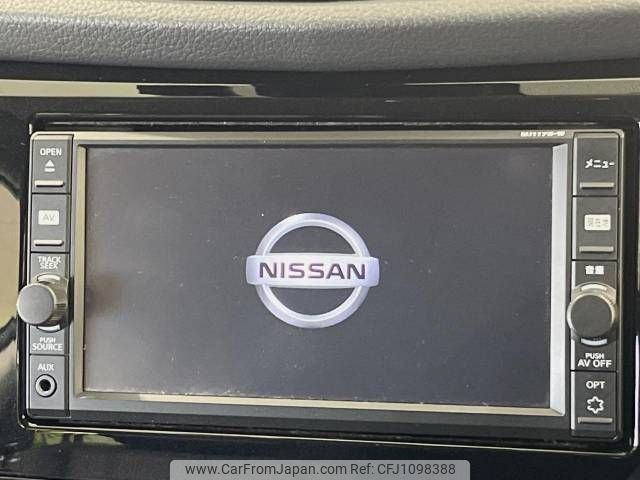 OPEN
AV
TRACK
SEEK
PUSH
SOURCE
AUX
NISSAN
メニュー
現在地
音量
PUSH
AV OFF
OPT
www.CarFromJapan.com | Ref: CFJ1098388